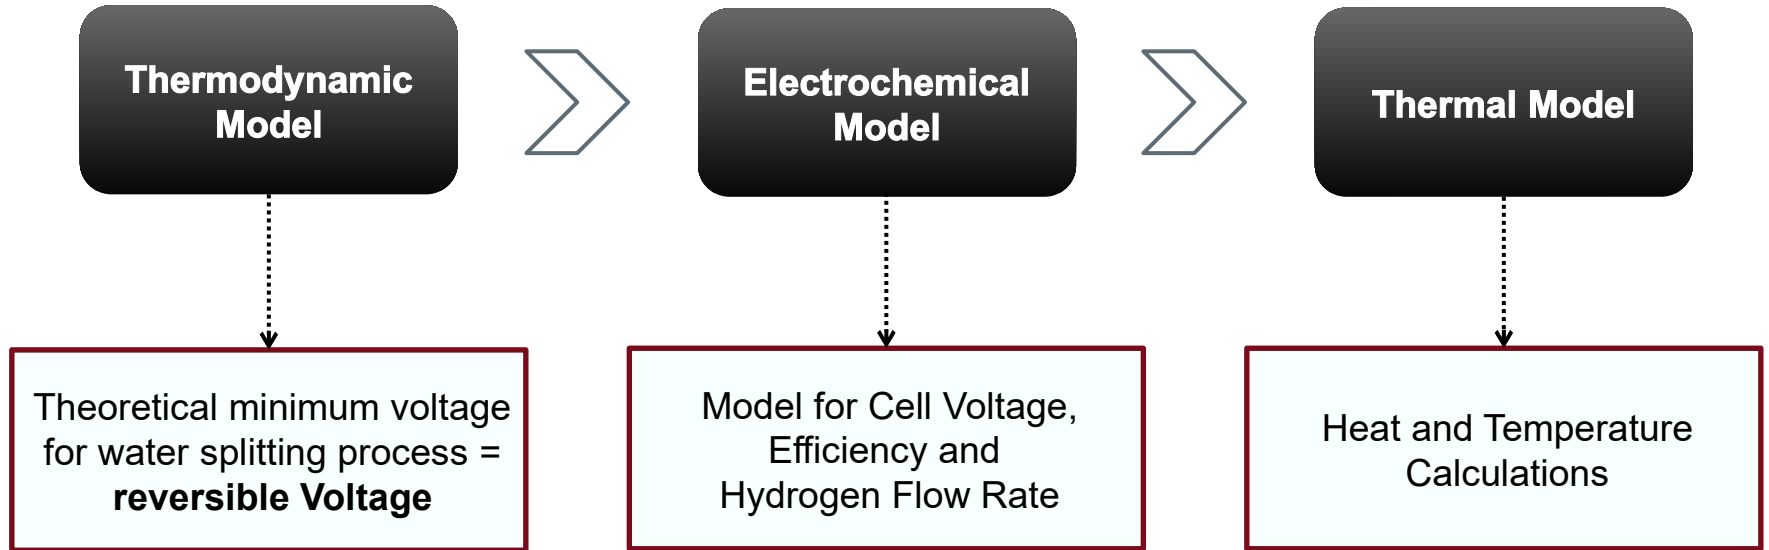 Thermodynamic
Model
Electrochemical
Model
Thermal Model
Theoretical minimum voltage
for water splitting process =
reversible Voltage
Model for Cell Voltage,
Efficiency and
Hydrogen Flow Rate
Heat and Temperature
Calculations